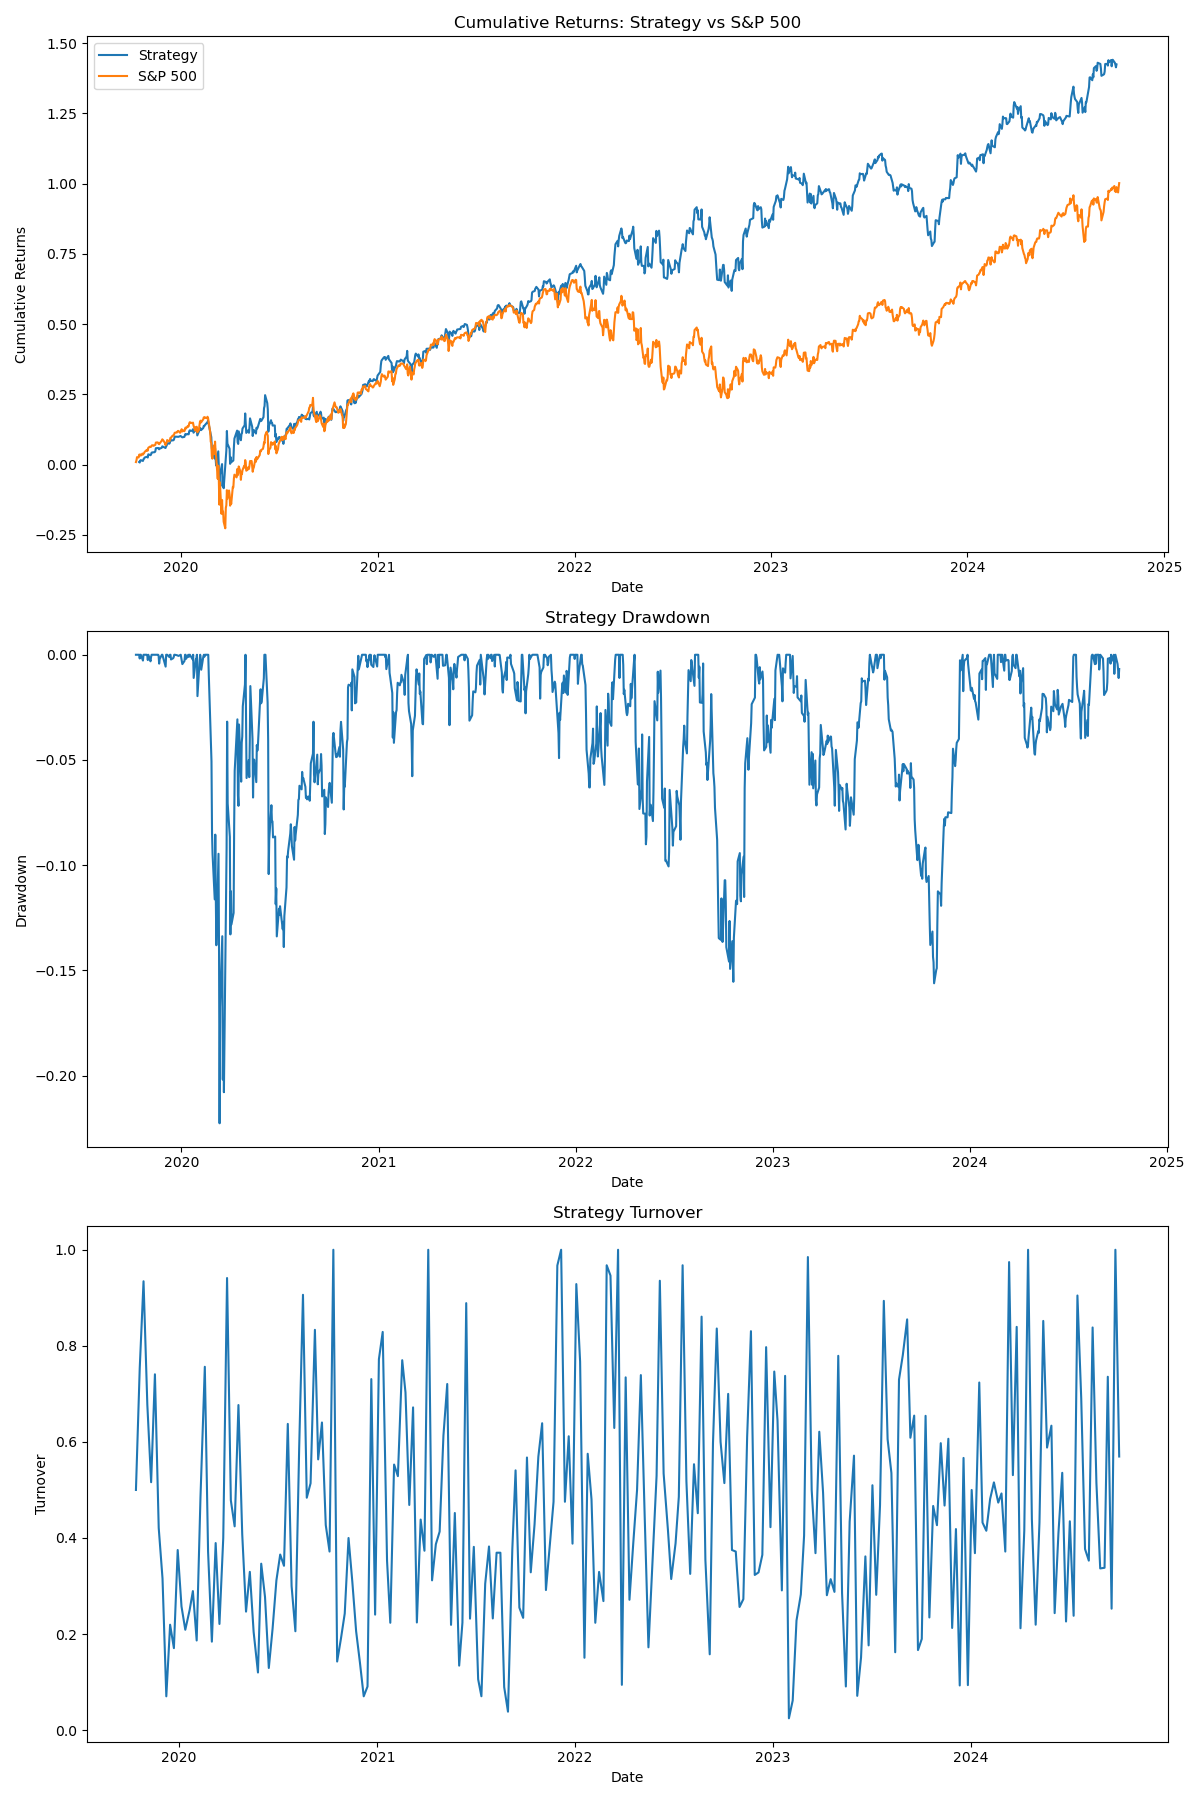 Cumulative Returns: Strategy vs S&P 500
1.50
1.25
1.00
0.75
0.50
0.25
0.00
−0.25
Cumulative Returns
Strategy
S&P 500
2020 2021 2022 2023 2024 2025
Date
Strategy Drawdown
0.00
−0.05
−0.10
−0.15
−0.20
Drawdown
2020 2021 2022 2023 2024 2025
Date
Strategy Turnover
1.0
0.8
0.6
0.4
0.2
0.0
Turnover
2020 2021 2022 2023 2024
Date